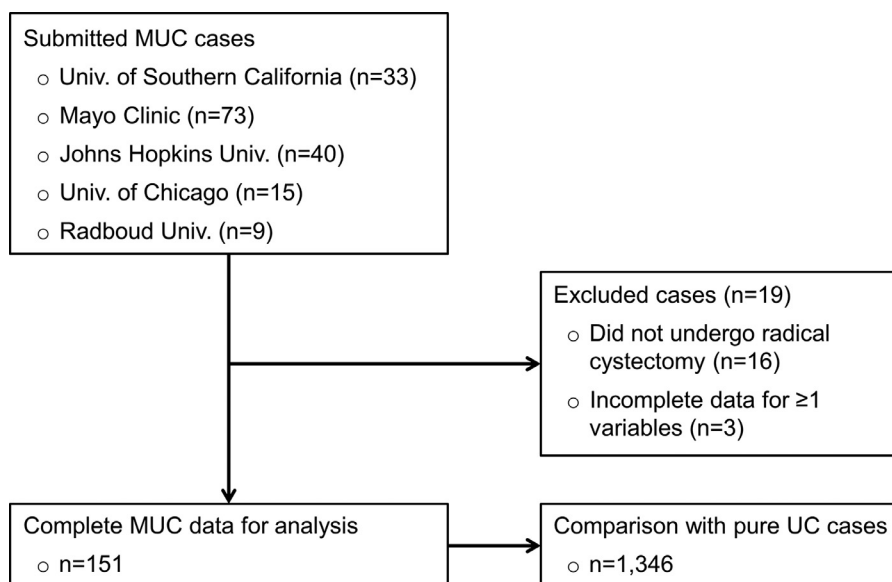 Submitted MUC cases
○ Univ. of Southern California (n=33)
○ Mayo Clinic (n=73)
○ Johns Hopkins Univ. (n=40)
○ Univ. of Chicago (n=15)
○ Radboud Univ. (n=9)
Excluded cases (n=19)
○ Did not undergo radical
cystectomy (n=16)
○ Incomplete data for ≥1
variables (n=3)
Complete MUC data for analysis
○ n=151
Comparison with pure UC cases
○ n=1,346